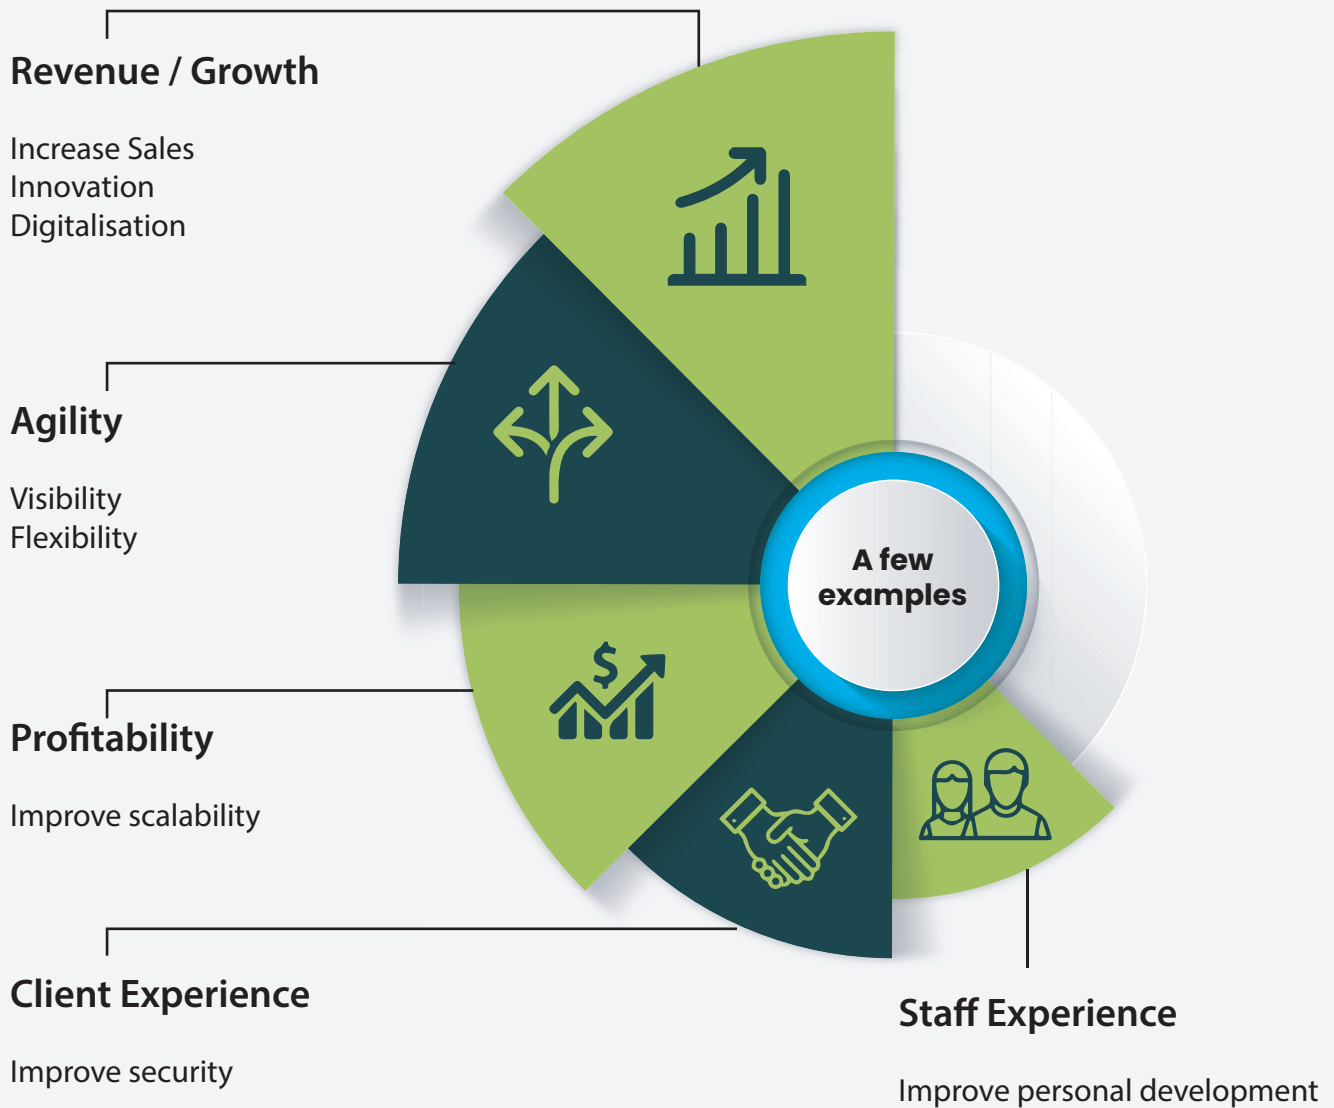 Revenue / Growth
Increase Sales
Innovation
Digitalisation
Agility
Visibility
Flexibility
A few
examples
$
Profitability
Improve scalability
Client Experience
Improve security
Staff Experience
Improve personal development